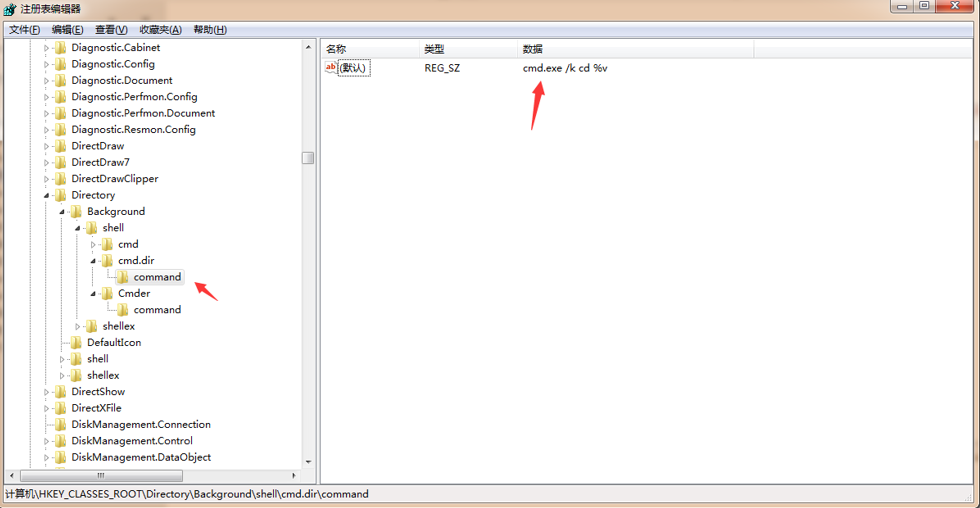 注册表编辑器
文件(F) 编辑(E) 查看(V) 收藏夹(A) 帮助(H)
Diagnostic.Cabinet
Diagnostic.Config
Diagnostic.Document
Diagnostic.Perfmon.Config
Diagnostic.Perfmon.Document
Diagnostic.Resmon.Config
DirectDraw
DirectDraw7
DirectDrawClipper
Directory
Background
shell
cmd
cmd.dir
command
Cmder
command
shellex
DefaultIcon
shell
shellex
DirectShow
DirectXFile
DiskManagement.Connection
DiskManagement.Control
DiskManagement.DataObject
名称 类型 数据
ab (默认) REG_SZ cmd.exe /k cd %v
计算机\HKEY_CLASSES_ROOT\Directory\Background\shell\cmd.dir\command